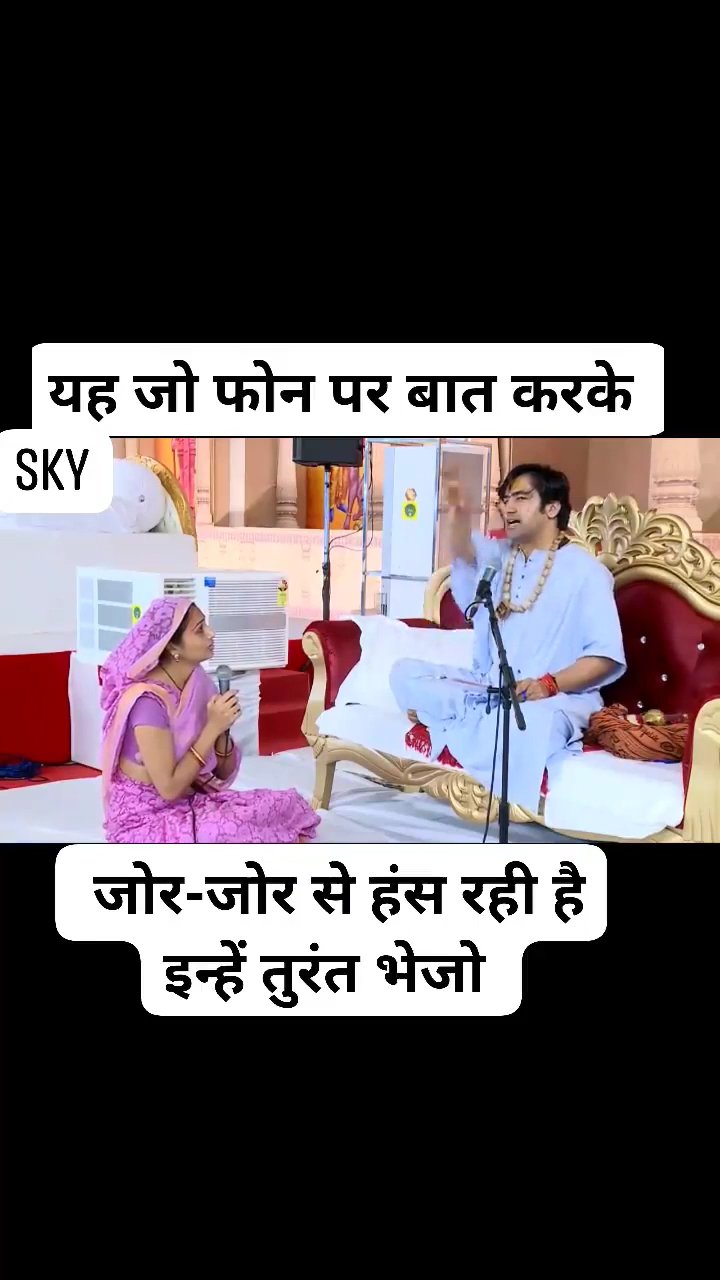 यह जो फोन पर बात करके
SKY
जोर-जोर से हंस रही है
इन्हें तुरंत भेजो